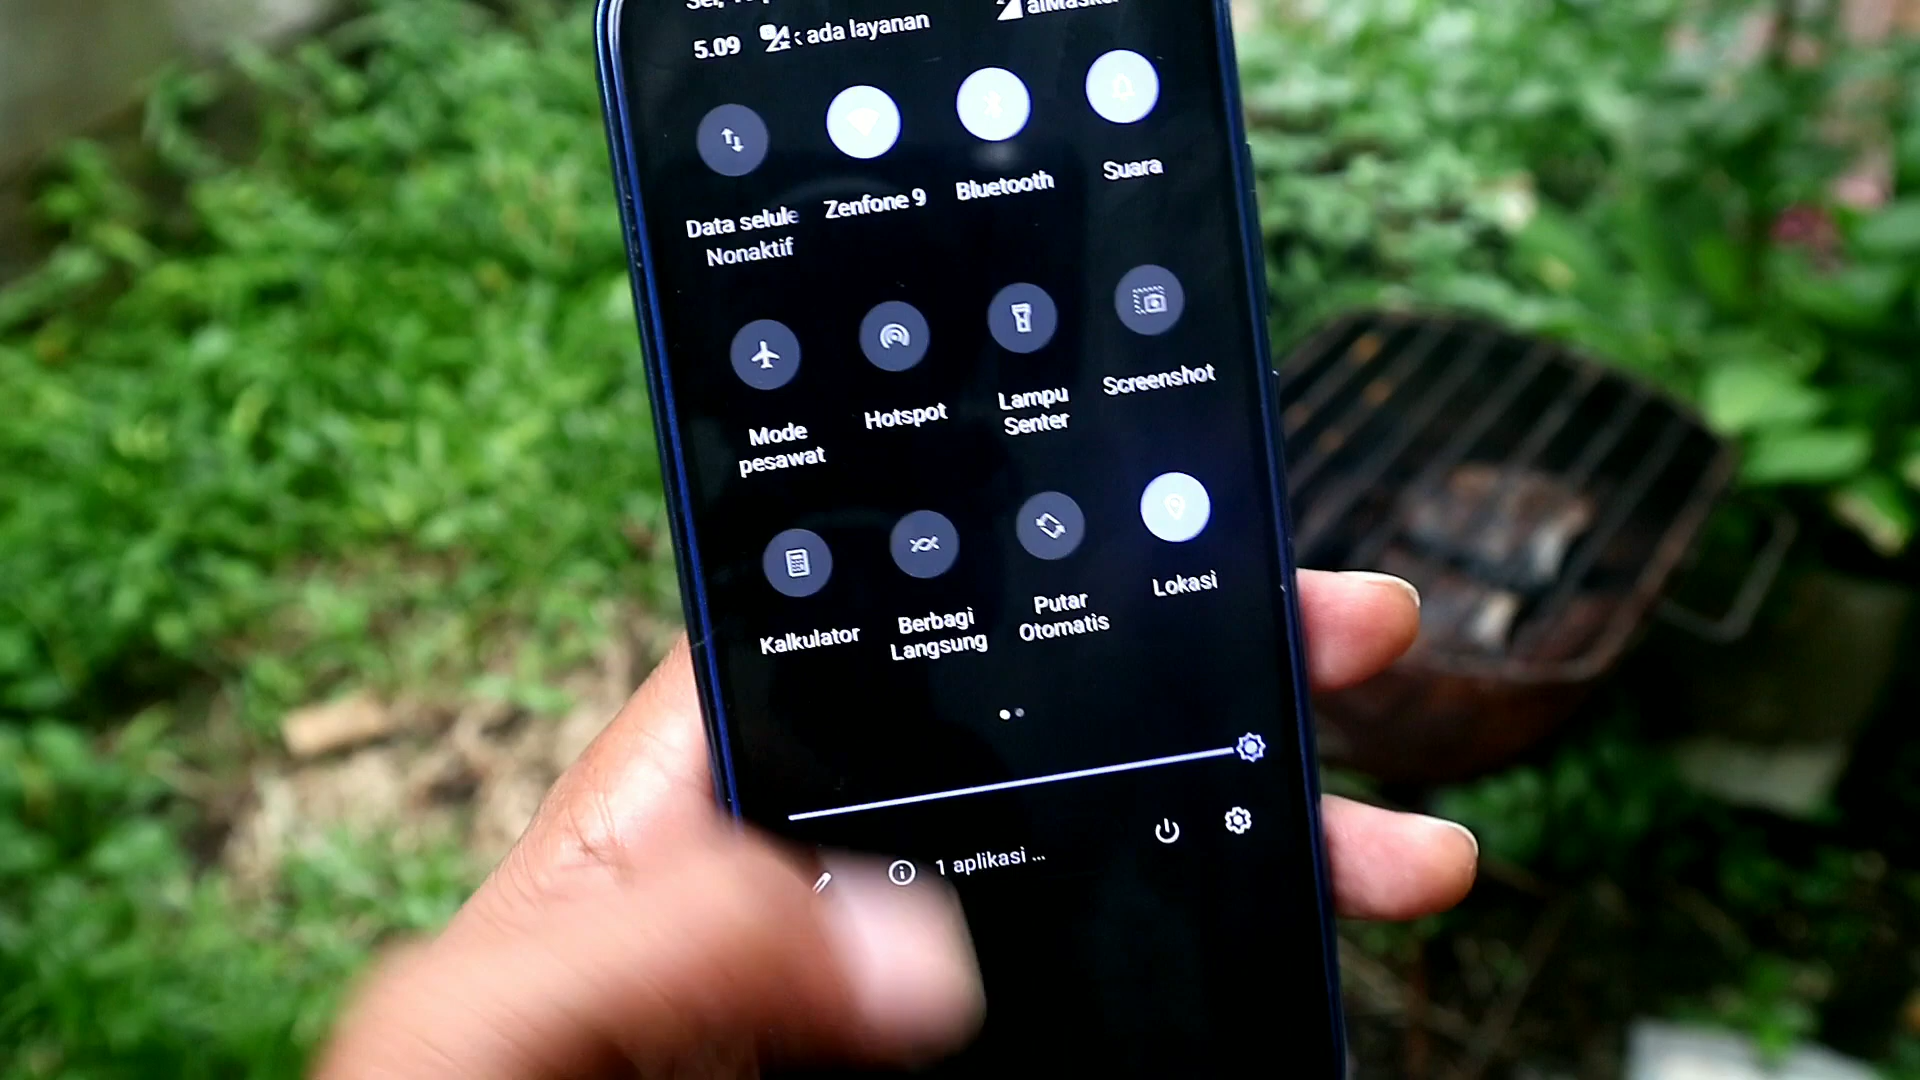 5.09 ada layanan
Data selule Zenfone 9 Bluetooth Suara
Nonaktif
Mode
pesawat
Hotspot
Lampu
Senter
Screenshot
Kalkulator
Berbagi
Langsung
Putar
Otomatis
Lokasi
1 aplikasi ...